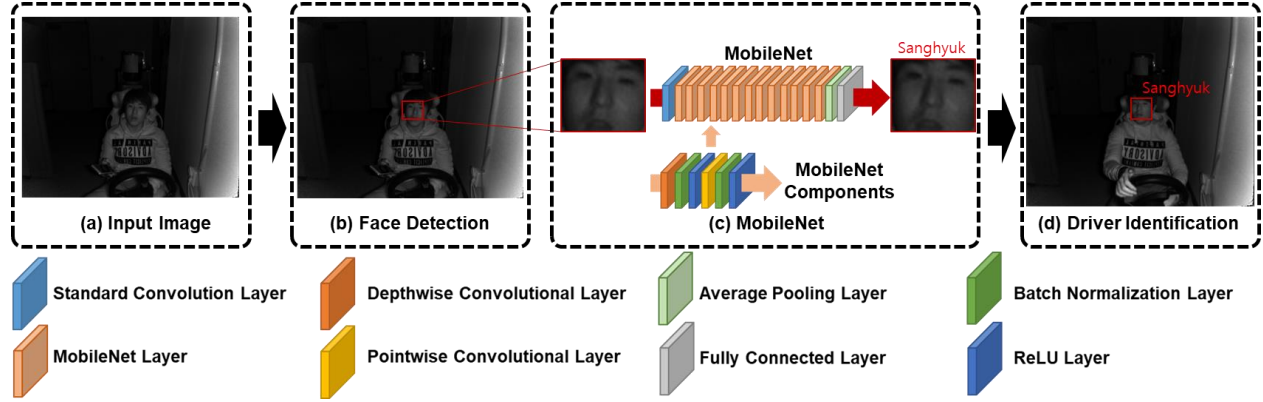 MobileNet
Sanghyuk
Sanghyuk
MobileNet
Components
(a) Input Image
(b) Face Detection
(c) MobileNet
(d) Driver Identification
Standard Convolution Layer
Depthwise Convolutional Layer
Average Pooling Layer
Batch Normalization Layer
MobileNet Layer
Pointwise Convolutional Layer
Fully Connected Layer
ReLU Layer